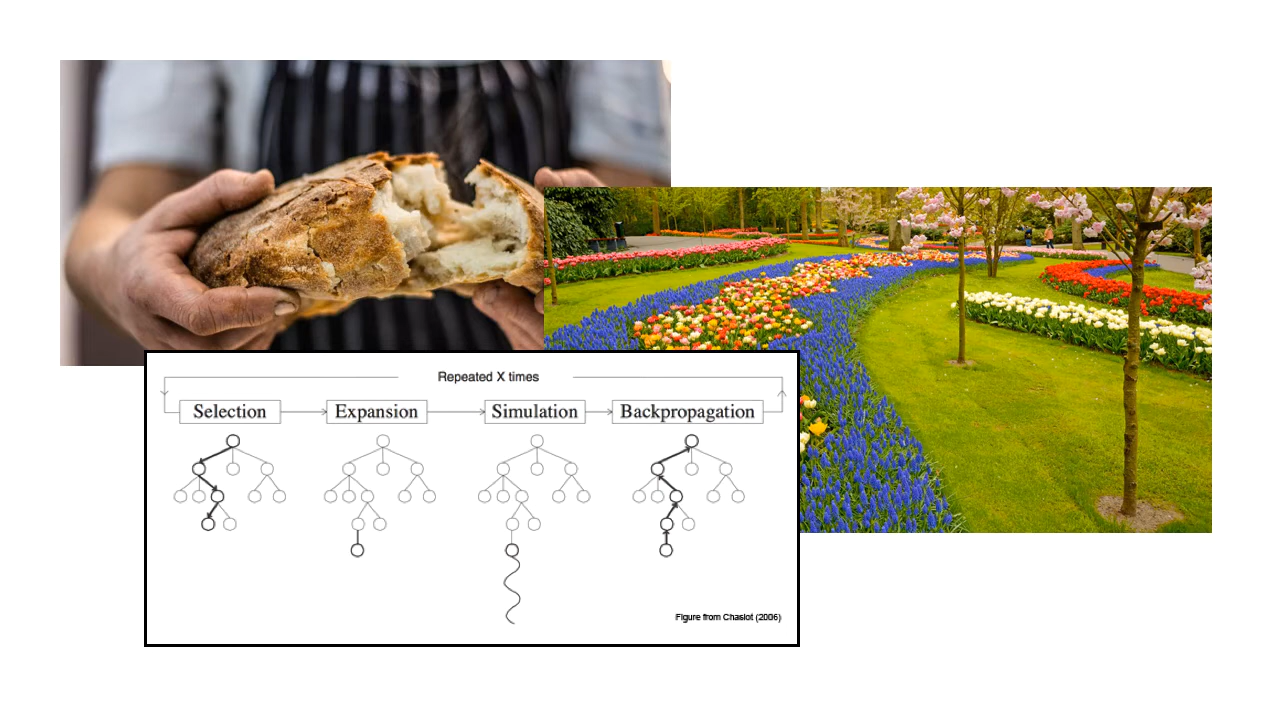 Repeated X times
Selection
Expansion
Simulation
Backpropagation
Figure from Chaslot (2006)